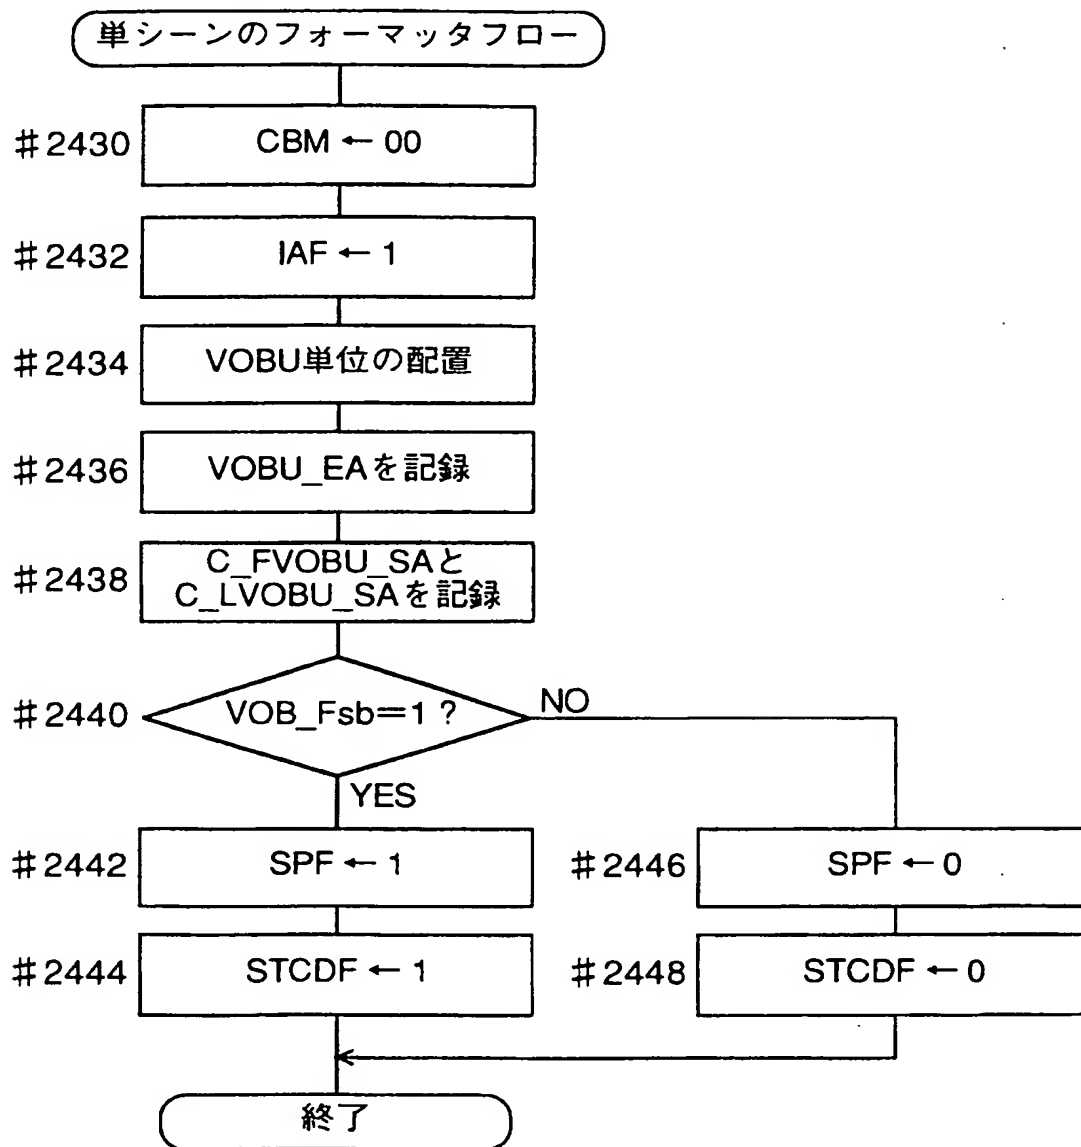 単シーンのフォーマッタフロー
#2430
CBM ← 00
#2432
IAF ← 1
#2434
VOBU単位の配置
#2436
VOBU_EAを記録
#2438
C_FVOBU_SAと
C_LVOBU_SAを記録
#2440
VOB_Fsb=1 ?
NO
YES
#2442
SPF ← 1
#2446
SPF ← 0
#2444
STCDF ← 1
#2448
STCDF ← 0
終了